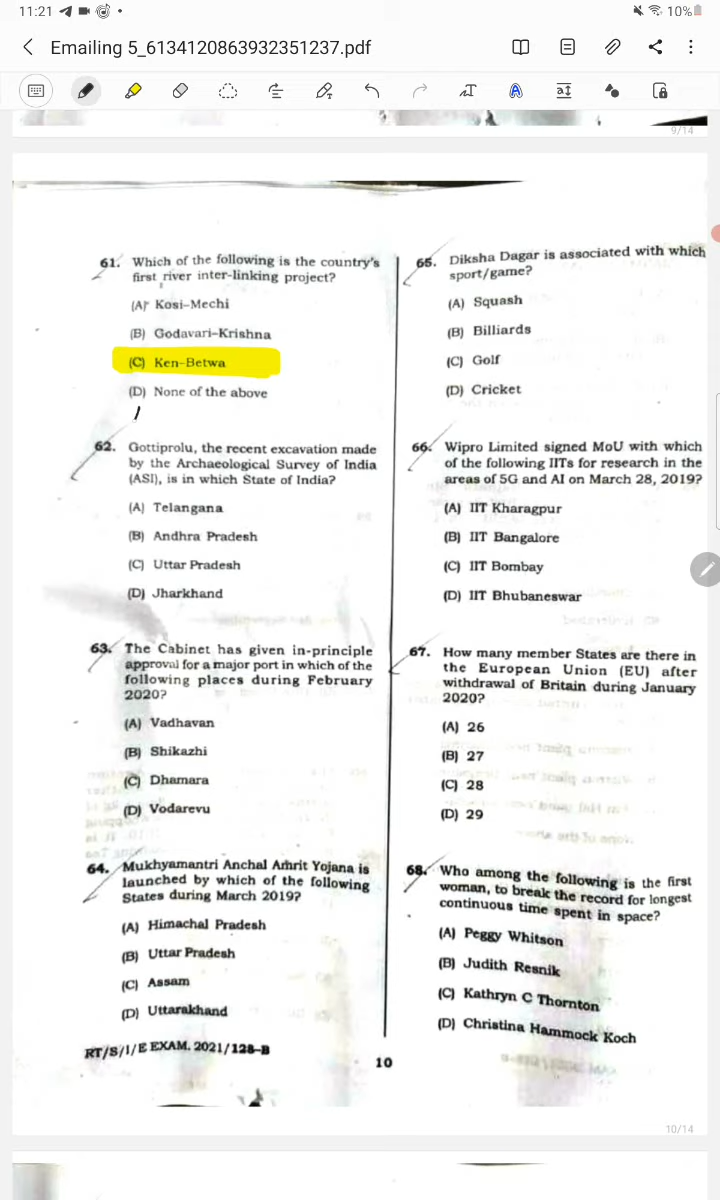 11:21
10%
Emailing 5_6134120863932351237.pdf
9/14
61. Which of the following is the country's
first river inter-linking project?
(A) Kosi-Mechi
(B) Godavari-Krishna
(C) Ken-Betwa
(D) None of the above
62. Gottiprolu, the recent excavation made
by the Archaeological Survey of India
(ASI), is in which State of India?
(A) Telangana
(B) Andhra Pradesh
(C) Uttar Pradesh
(D) Jharkhand
63. The Cabinet has given in-principle
approval for a major port in which of the
following places during February
2020?
(A) Vadhavan
(B) Shikazhi
(C) Dhamara
(D) Vodarevu
64. Mukhyamantri Anchal Amrit Yojana is
launched by which of the following
States during March 2019?
(A) Himachal Pradesh
(B) Uttar Pradesh
(C) Assam
(D) Uttarakhand
65. Diksha Dagar is associated with which
sport/game?
(A) Squash
(B) Billiards
(C) Golf
(D) Cricket
66. Wipro Limited signed MoU with which
of the following IITs for research in the
areas of 5G and AI on March 28, 2019?
(A) IIT Kharagpur
(B) IIT Bangalore
(C) IIT Bombay
(D) IIT Bhubaneswar
67. How many member States are there in
the European Union (EU) after
withdrawal of Britain during January
2020?
(A) 26
(B) 27
(C) 28
(D) 29
68. Who among the following is the first
woman, to break the record for longest
continuous time spent in space?
(A) Peggy Whitson
(B) Judith Resnik
(C) Kathryn C Thornton
(D) Christina Hammock Koch
RT/S/I/E EXAM. 2021/128-B
10
10/14